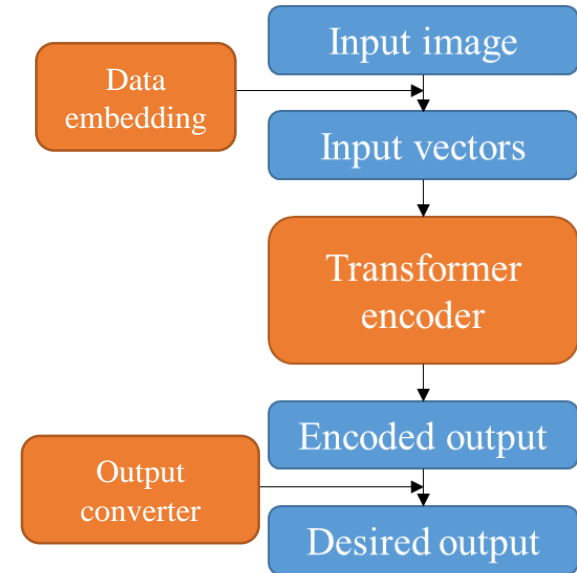 Input image
Data
embedding
Input vectors
Transformer
encoder
Encoded output
Output
converter
Desired output